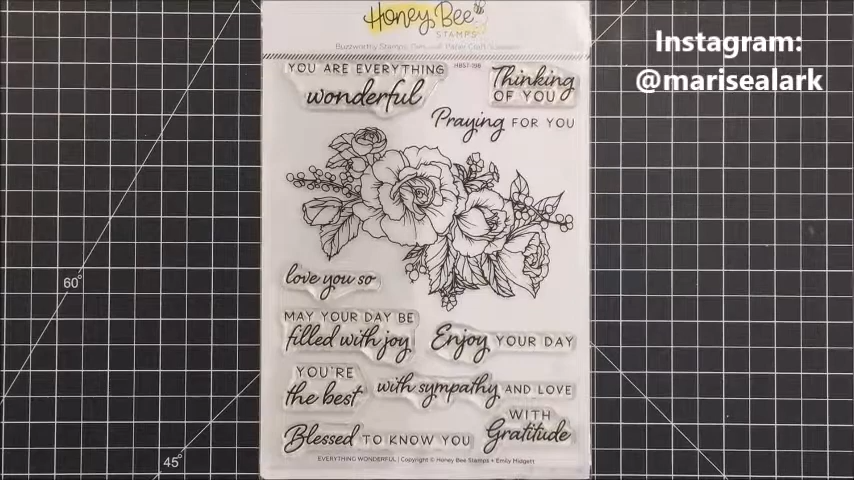 Honey Bee
STAMPS
Instagram:
@marisealark
YOU ARE EVERYTHING
wonderful
HBST-398
Thinking
OF YOU
Praying FOR YOU
love you so
MAY YOUR DAY BE
filled with joy
Enjoy YOUR DAY
YOU'RE
the best
with sympathy AND LOVE
WITH
Gratitude
Blessed TO KNOW YOU
EVERYTHING WONDERFUL | Copyright © Honey Bee Stamps + Emily Midgett
60°
45°